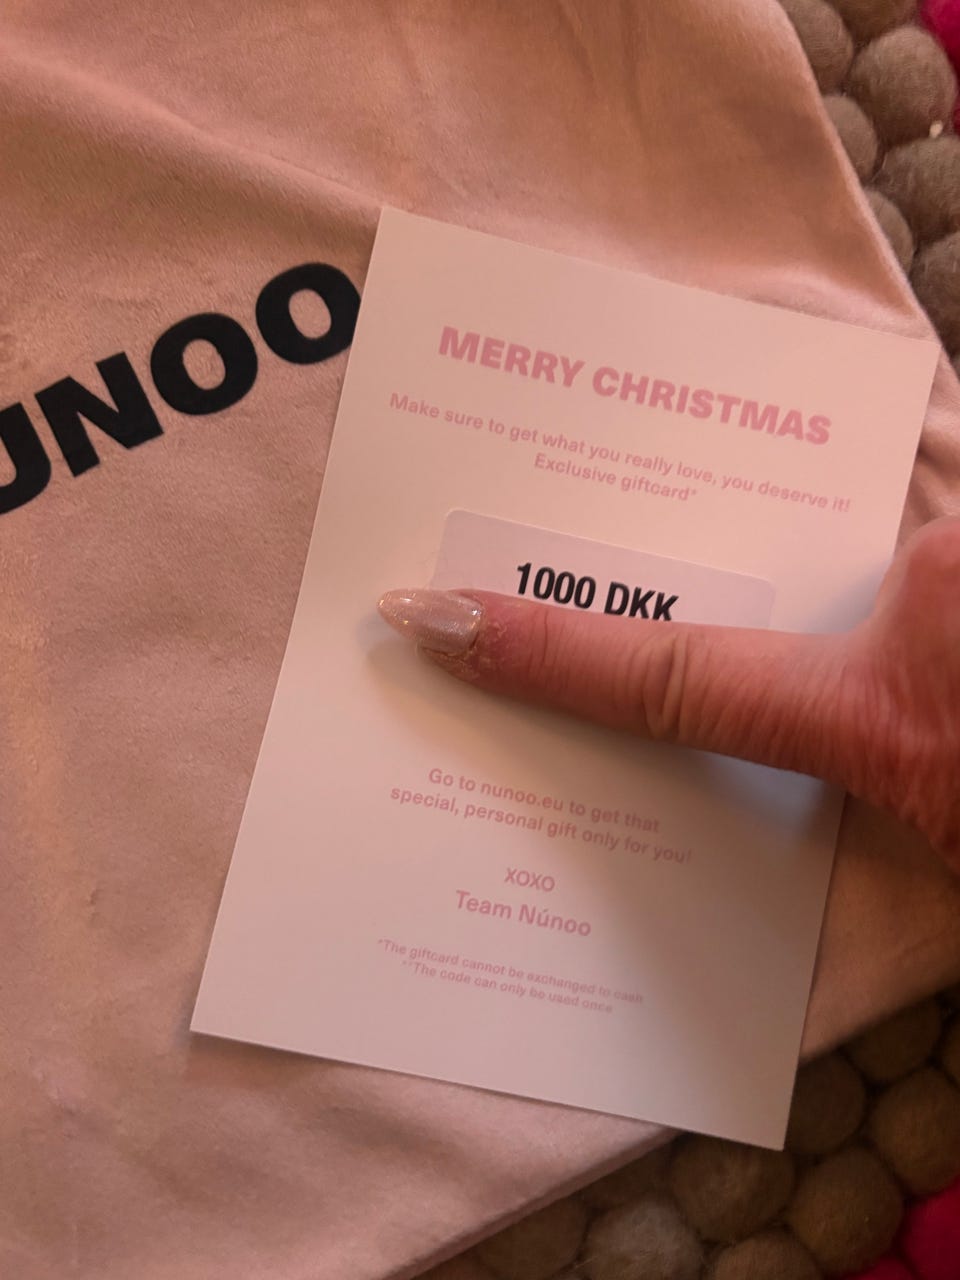 UNOO
MERRY CHRISTMAS
Make sure to get what you really love, you deserve it!
Exclusive giftcard*
1000 DKK
Go to nunoo.eu to get that
special, personal gift only for you!
XOXO
Team Núnoo
*The giftcard cannot be exchanged to cash
**The code can only be used once